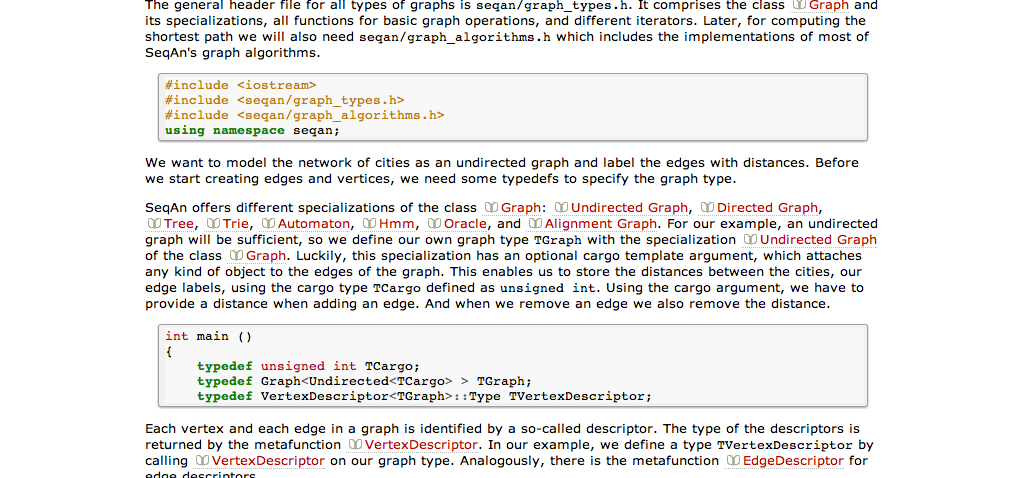 The general header file for all types of graphs is seqan/graph_types.h. It comprises the class Graph and
its specializations, all functions for basic graph operations, and different iterators. Later, for computing the
shortest path we will also need seqan/graph_algorithms.h which includes the implementations of most of
SeqAn's graph algorithms.
#include <iostream>
#include <seqan/graph_types.h>
#include <seqan/graph_algorithms.h>
using namespace seqan;
We want to model the network of cities as an undirected graph and label the edges with distances. Before
we start creating edges and vertices, we need some typedefs to specify the graph type.
SeqAn offers different specializations of the class Graph: Undirected Graph, Directed Graph,
Tree, Trie, Automaton, Hmm, Oracle, and Alignment Graph. For our example, an undirected
graph will be sufficient, so we define our own graph type TGraph with the specialization Undirected Graph
of the class Graph. Luckily, this specialization has an optional cargo template argument, which attaches
any kind of object to the edges of the graph. This enables us to store the distances between the cities, our
edge labels, using the cargo type TCargo defined as unsigned int. Using the cargo argument, we have to
provide a distance when adding an edge. And when we remove an edge we also remove the distance.
int main ()
{
    typedef unsigned int TCargo;
    typedef Graph<Undirected<TCargo> > TGraph;
    typedef VertexDescriptor<TGraph>::Type TVertexDescriptor;
Each vertex and each edge in a graph is identified by a so-called descriptor. The type of the descriptors is
returned by the metafunction VertexDescriptor. In our example, we define a type TVertexDescriptor by
calling VertexDescriptor on our graph type. Analogously, there is the metafunction EdgeDescriptor for
edge descriptors.